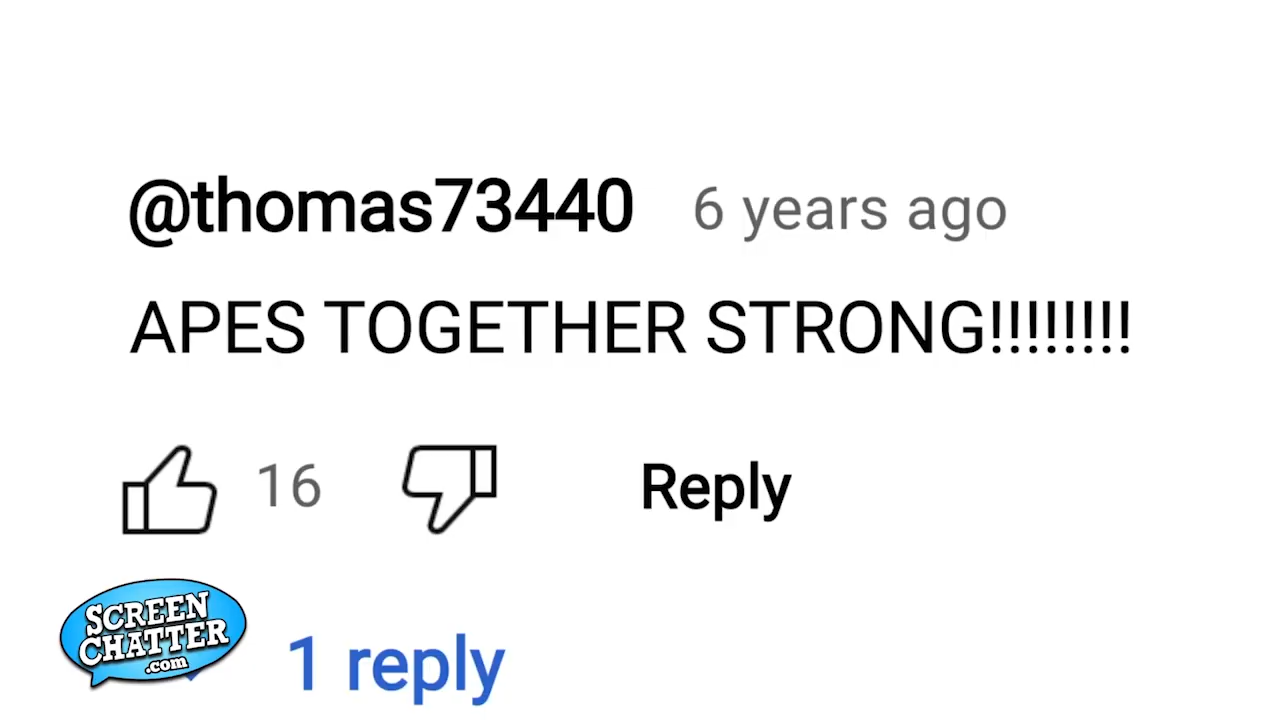 @thomas73440 6 years ago
APES TOGETHER STRONG!!!!!!!!
16 Reply
SCREEN
CHATTER
.com
1 reply